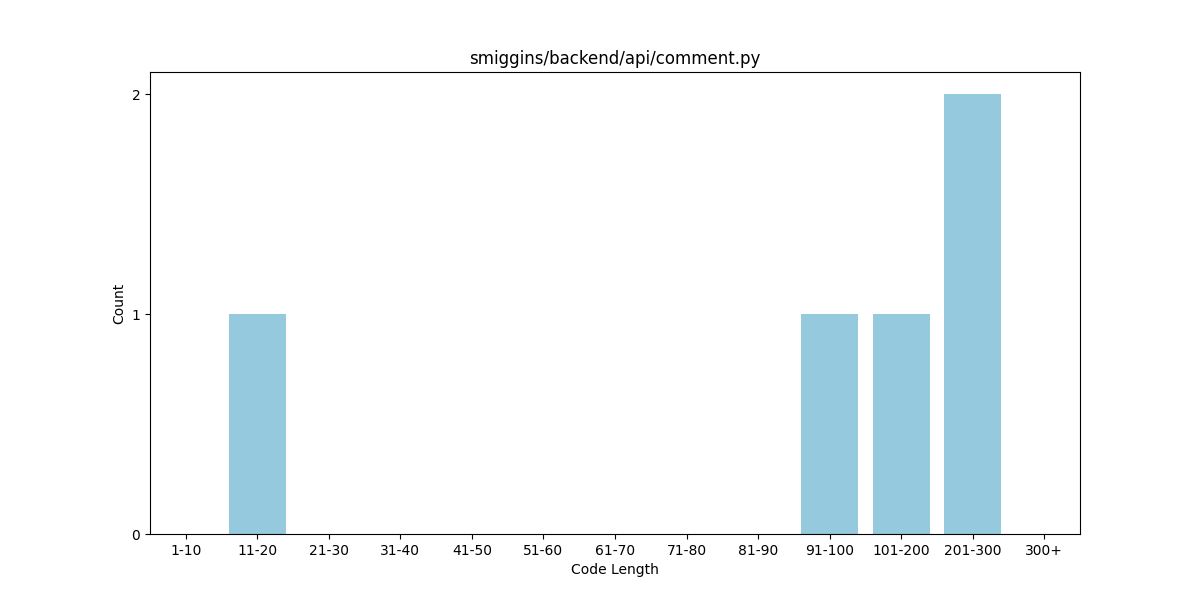 smiggins/backend/api/comment.py
2
1
0
Count
1-10 11-20 21-30 31-40 41-50 51-60 61-70 71-80 81-90 91-100 101-200 201-300 300+
Code Length